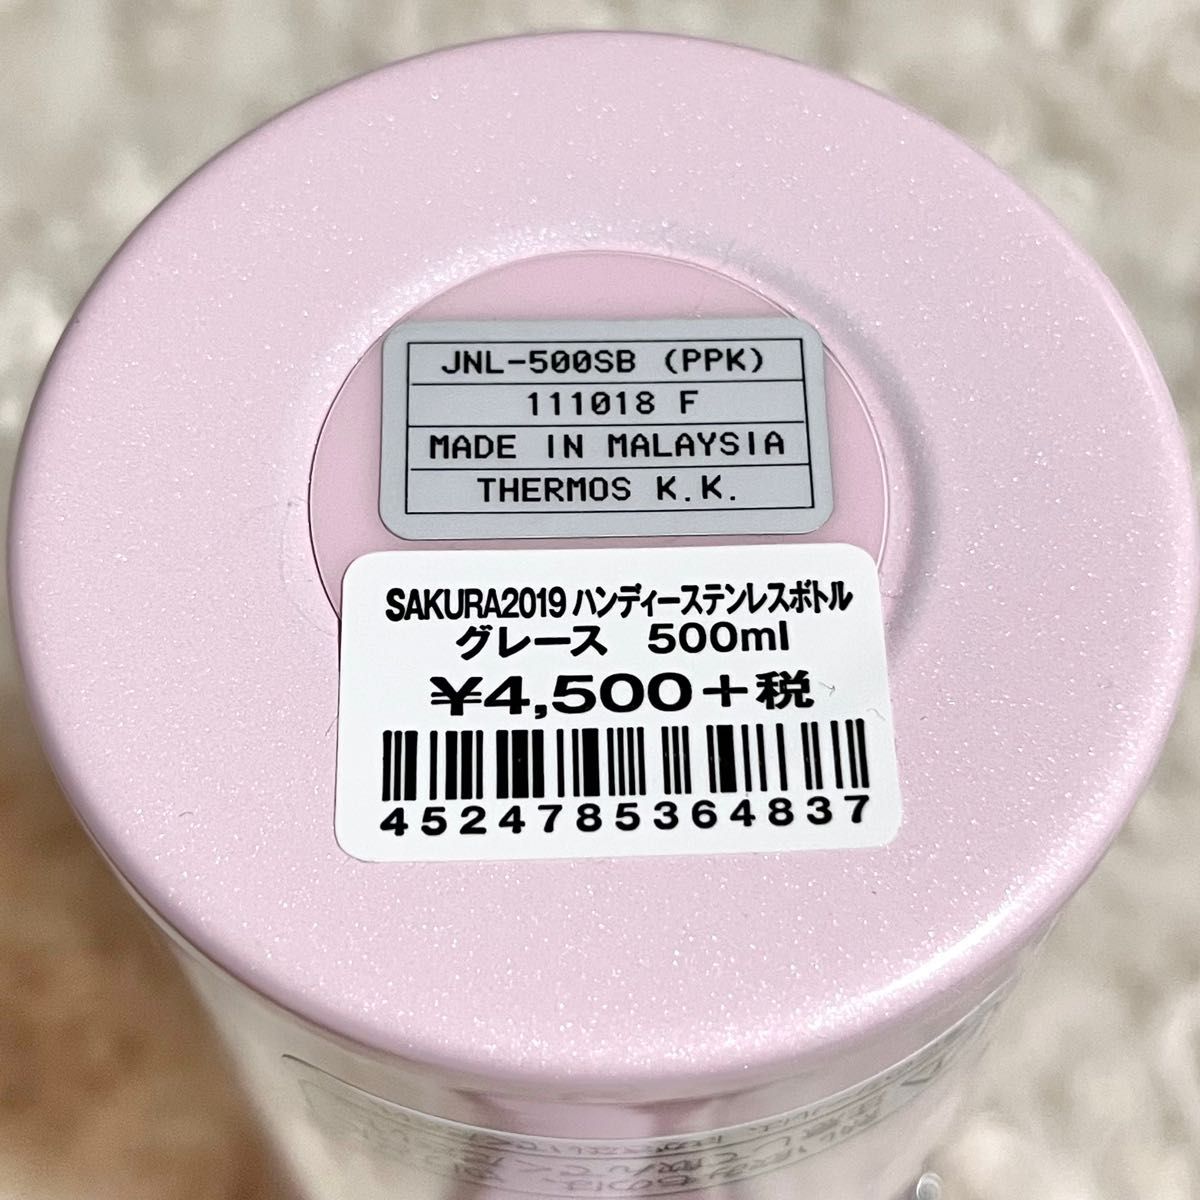 JNL-500SB (PPK)
111018 F
MADE IN MALAYSIA
THERMOS K.K.
SAKURA2019 ハンディーステンレスボトル
グレース　500ml
¥4,500+税
4524785364837